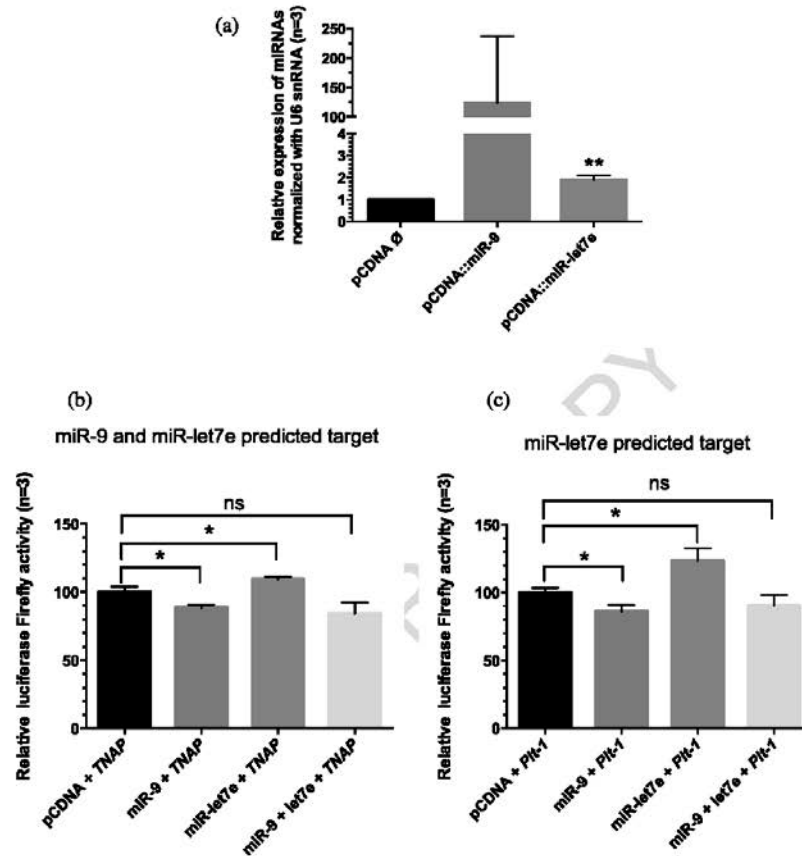 (a)
Relative expression of miRNAs
normalized with U6 snRNA (n=3)
250
200
150
100
4
3
2
1
0
**
pCDNA Ø
pCDNA::miR-9
pCDNA::miR-let7e
(b)
miR-9 and miR-let7e predicted target
Relative luciferase Firefly activity (n=3)
150
100
50
0
ns
*
*
pCDNA + TNAP
miR-9 + TNAP
miR-let7e + TNAP
miR-9 + let7e + TNAP
(c)
miR-let7e predicted target
Relative luciferase Firefly activity (n=3)
150
100
50
0
ns
*
*
pCDNA + Pit-1
miR-9 + Pit-1
miR-let7e + Pit-1
miR-9 + let7e + Pit-1